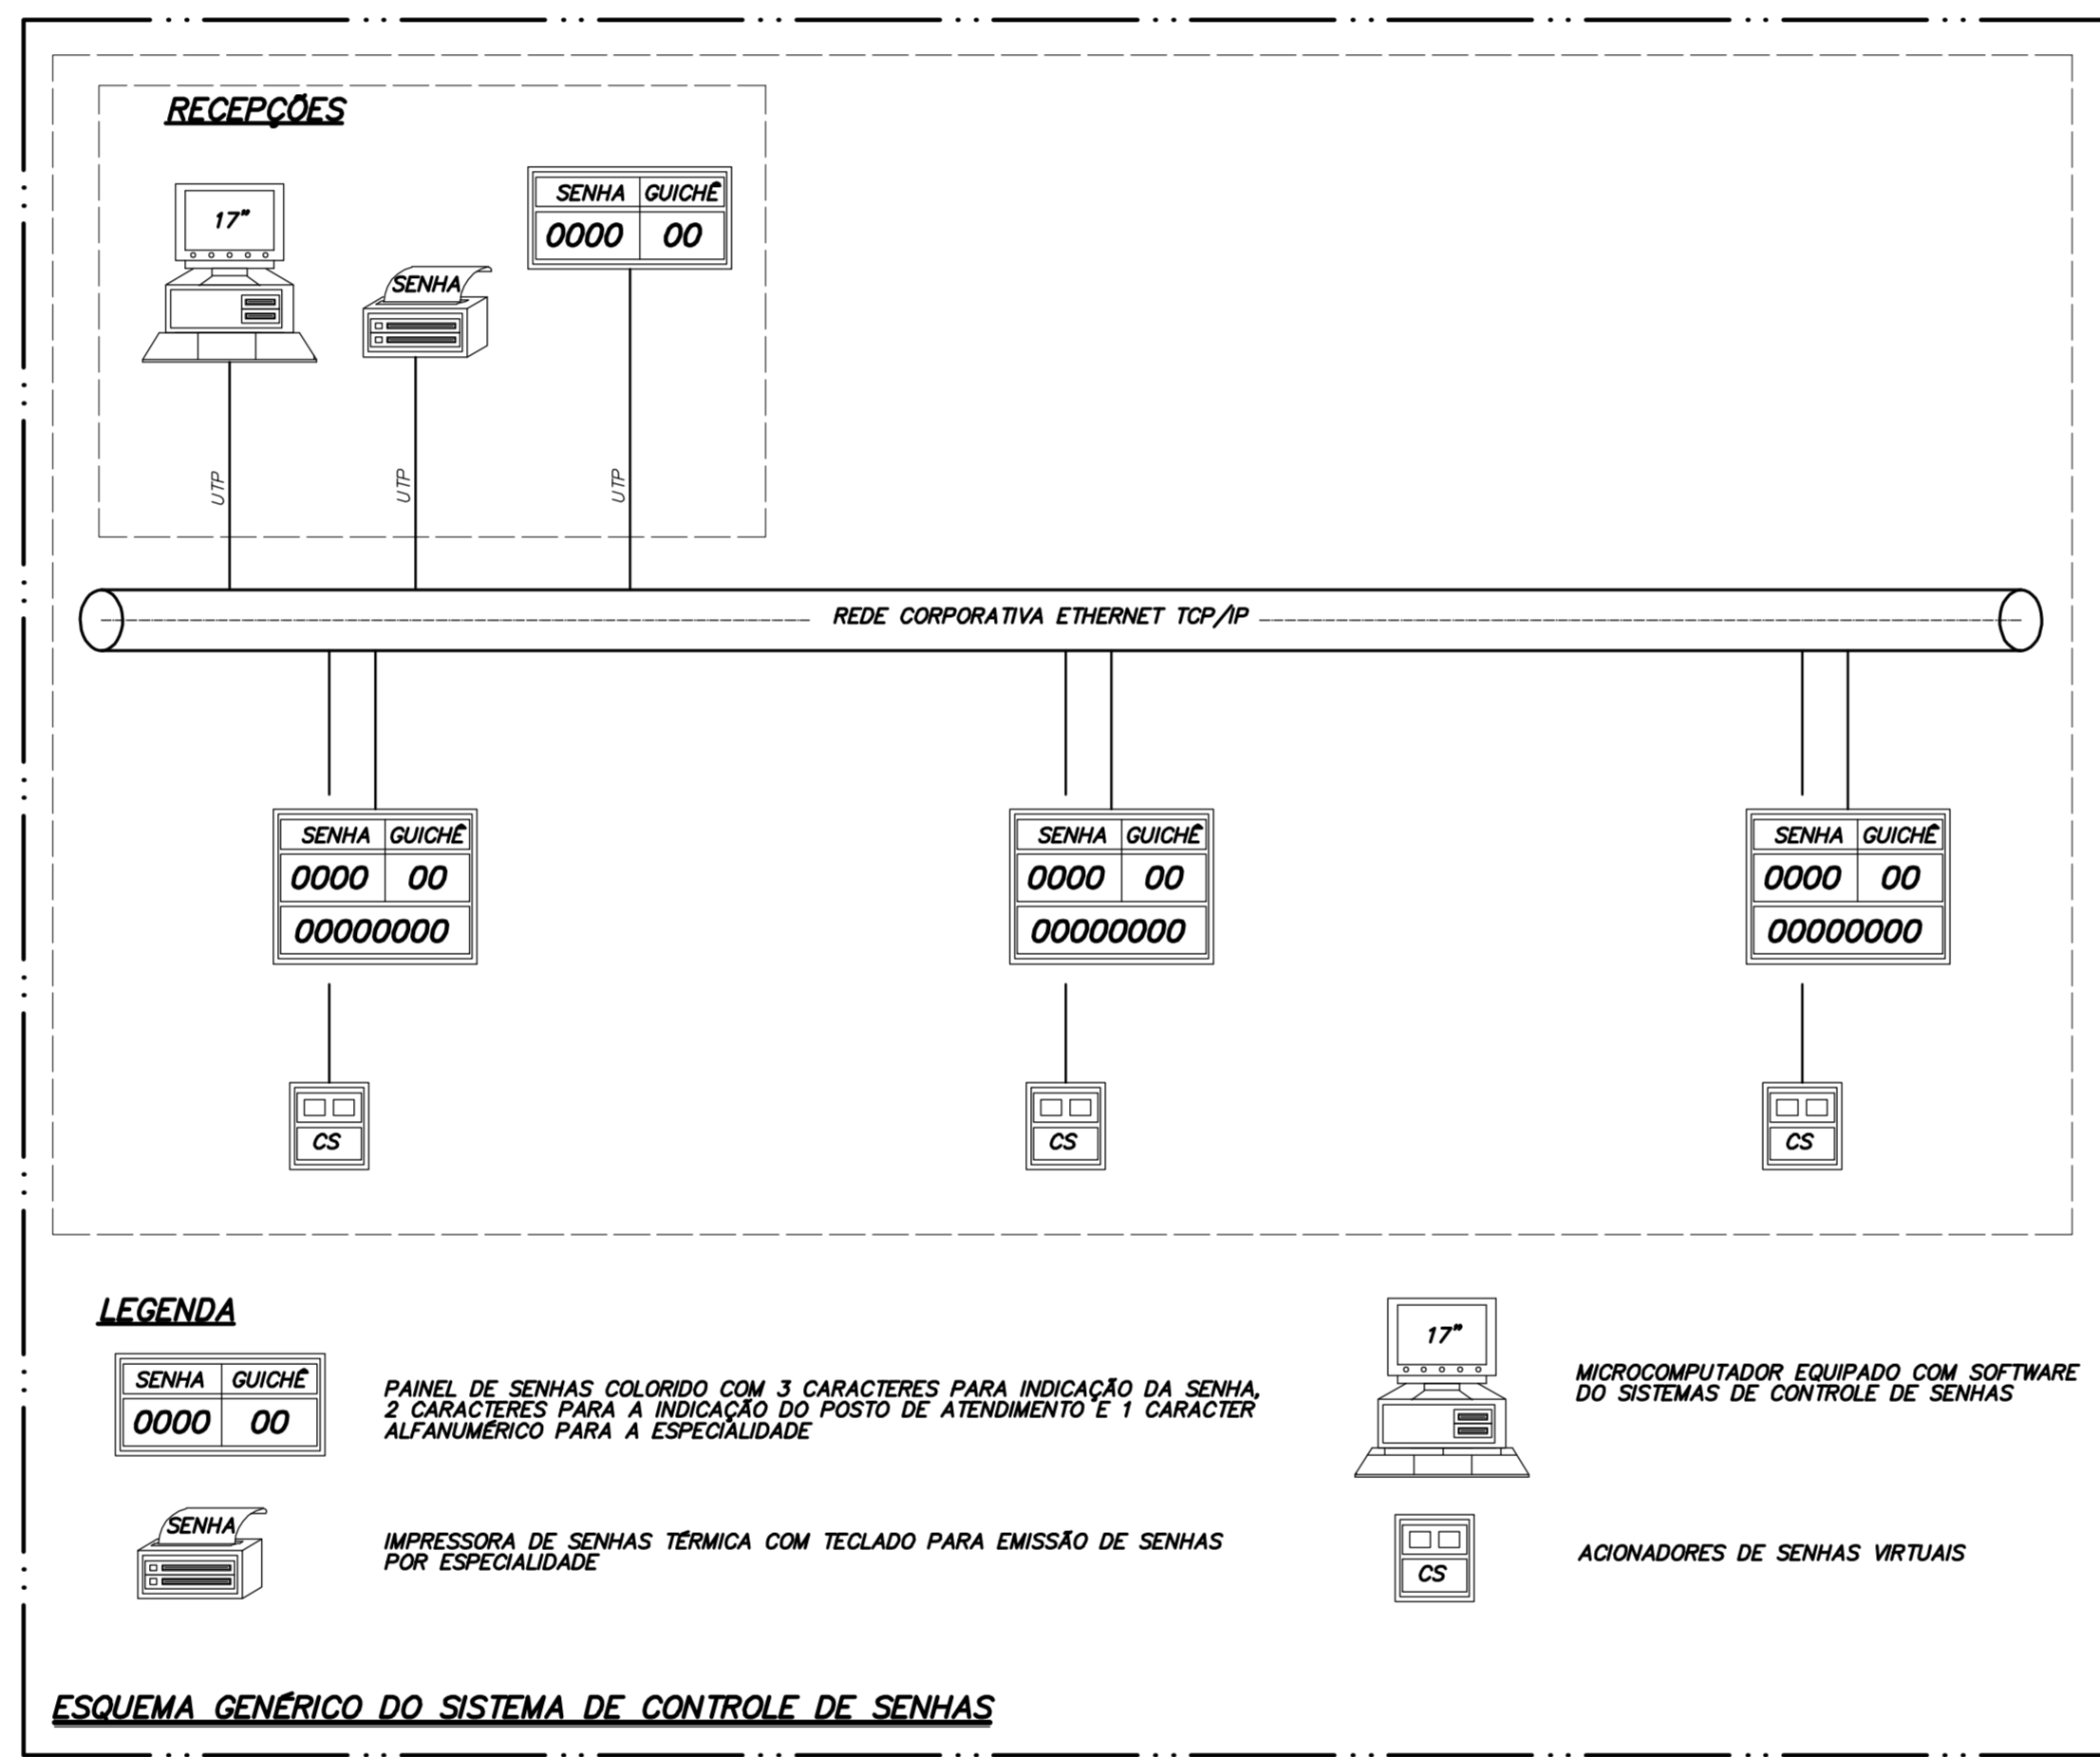 RECEPÇÕES
17"
SENHA
SENHA GUICHÊ
0000 00
UTP
UTP
UTP
REDE CORPORATIVA ETHERNET TCP/IP
SENHA GUICHÊ
0000 00
00000000
SENHA GUICHÊ
0000 00
00000000
SENHA GUICHÊ
0000 00
00000000
CS
CS
CS
LEGENDA
SENHA GUICHÊ
0000 00
PAINEL DE SENHAS COLORIDO COM 3 CARACTERES PARA INDICAÇÃO DA SENHA,
2 CARACTERES PARA A INDICAÇÃO DO POSTO DE ATENDIMENTO E 1 CARACTER
ALFANUMÉRICO PARA A ESPECIALIDADE
17"
MICROCOMPUTADOR EQUIPADO COM SOFTWARE
DO SISTEMAS DE CONTROLE DE SENHAS
SENHA
IMPRESSORA DE SENHAS TÉRMICA COM TECLADO PARA EMISSÃO DE SENHAS
POR ESPECIALIDADE
CS
ACIONADORES DE SENHAS VIRTUAIS
ESQUEMA GENÉRICO DO SISTEMA DE CONTROLE DE SENHAS